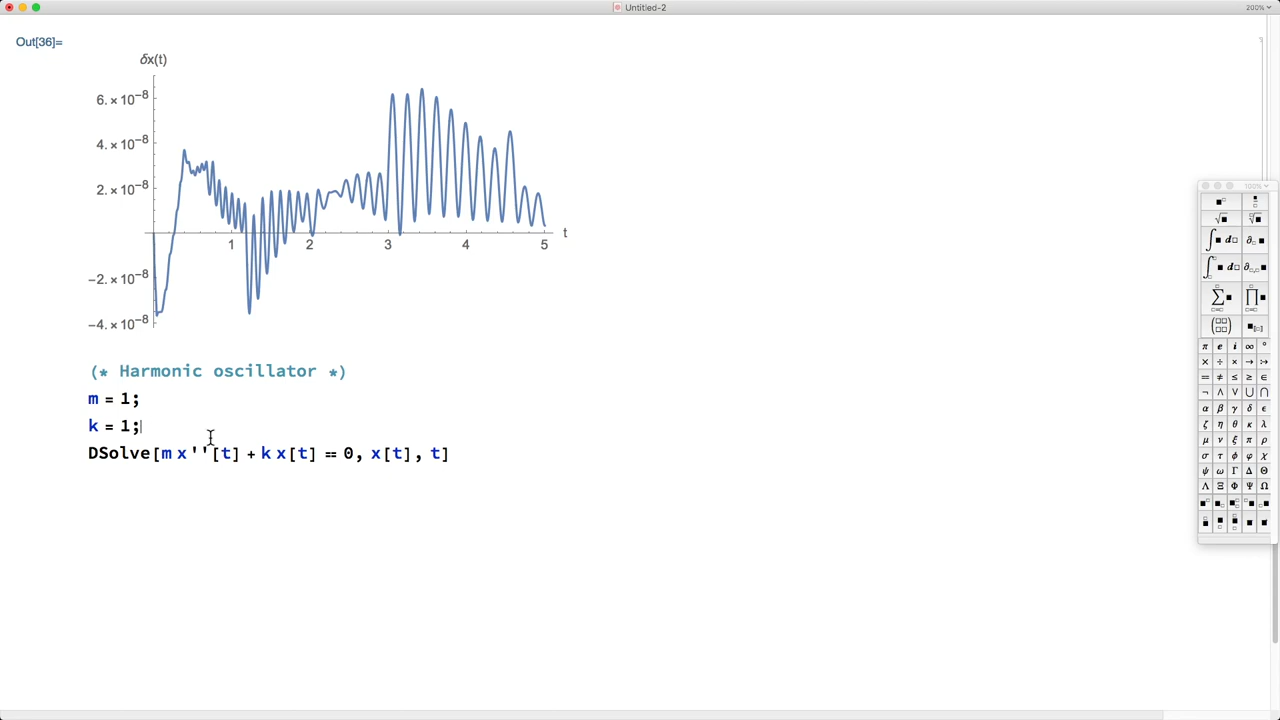 Untitled-2
200%
Out[36]=
δx(t)
6.×10⁻⁸
4.×10⁻⁸
2.×10⁻⁸
1 2 3 4 5 t
−2.×10⁻⁸
−4.×10⁻⁸
(* Harmonic oscillator *)
m = 1;
k = 1;
DSolve[m x''[t] + k x[t] == 0, x[t], t]
100%
■□ ■/□
√■ □√■
∫■ d□ ∂□ ■
∫■ d□ ∂□,□ ■
∑■ ∏■
π e i ∞ °
× ÷ × → :→
== ≠ ≤ ≥ ∈
¬ ∧ ∨ ∪ ∩
α β γ δ ε
ζ η θ κ λ
μ ν ξ π ρ
σ τ ϕ φ χ
ψ ω Γ Δ Θ
Λ Ξ Φ Ψ Ω